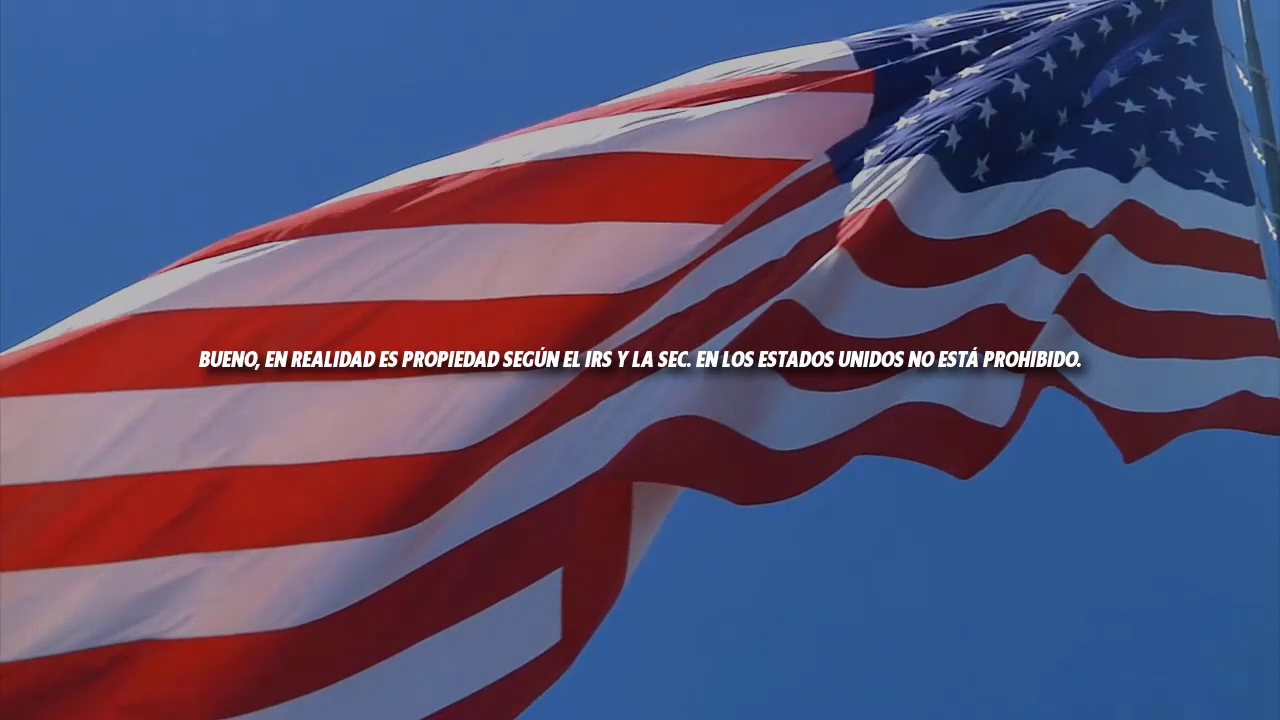 BUENO, EN REALIDAD ES PROPIEDAD SEGÚN EL IRS Y LA SEC. EN LOS ESTADOS UNIDOS NO ESTÁ PROHIBIDO.